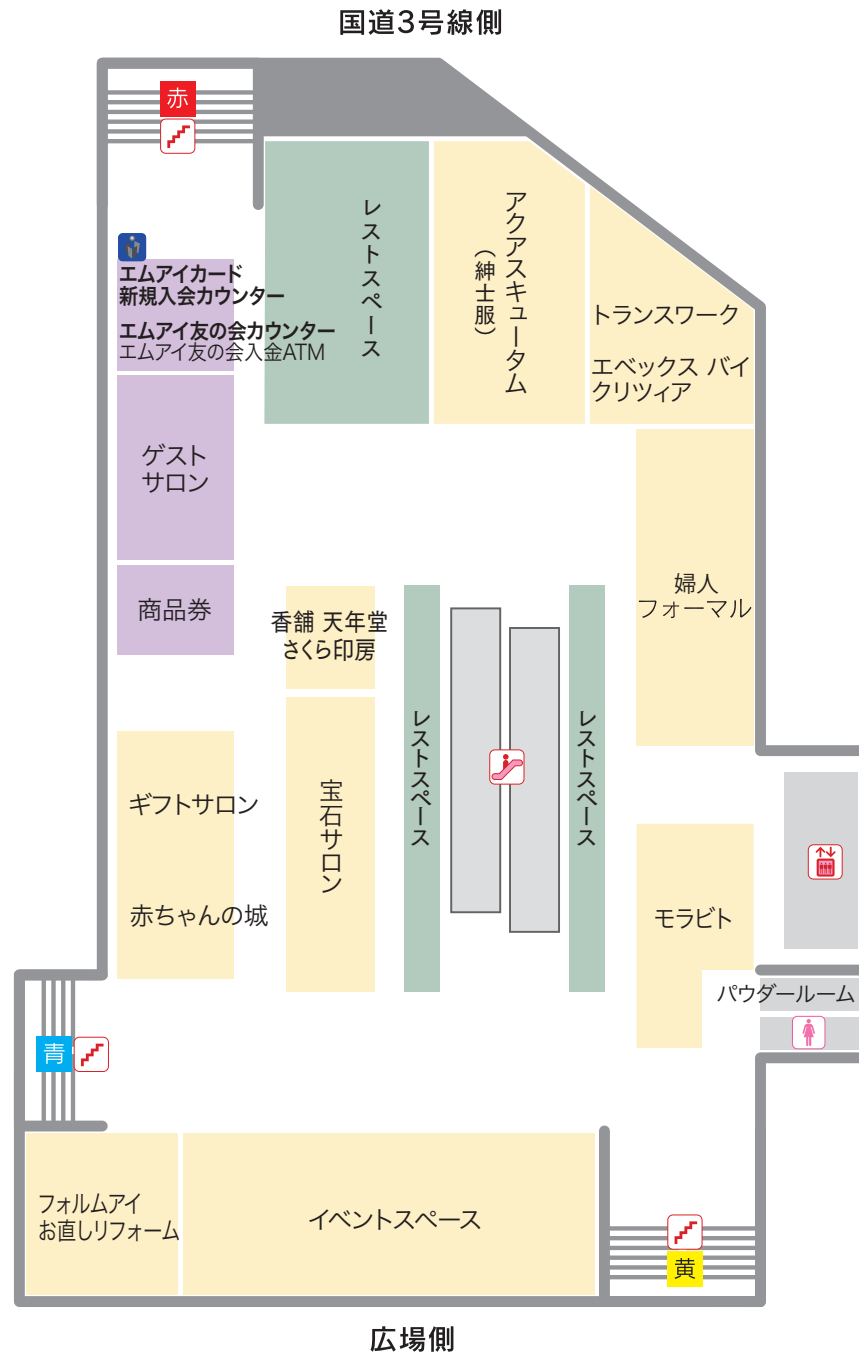 国道3号線側
赤
エムアイカード
新規入会カウンター
エムアイ友の会カウンター
エムアイ友の会入金ATM
レストスペース
アクアスキュータム
（紳士服）
トランスワーク
エベックス バイ
クリツィア
ゲスト
サロン
商品券
香舗 天年堂
さくら印房
婦人
フォーマル
レストスペース
レストスペース
宝石サロン
ギフトサロン
赤ちゃんの城
モラビト
パウダールーム
青
フォルムアイ
お直しリフォーム
イベントスペース
黄
広場側